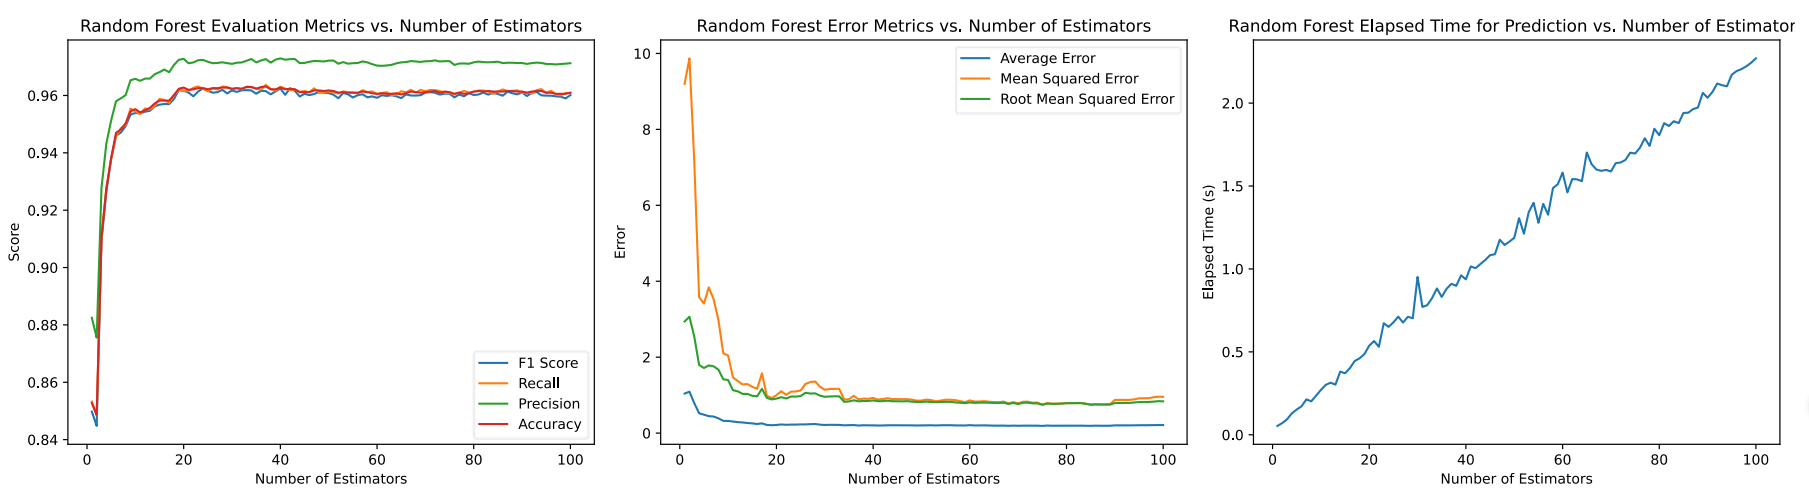 Random Forest Evaluation Metrics vs. Number of Estimators
Score
0.96
0.94
0.92
0.90
0.88
0.86
0.84
F1 Score
Recall
Precision
Accuracy
0 20 40 60 80 100
Number of Estimators
Random Forest Error Metrics vs. Number of Estimators
Error
10
8
6
4
2
0
Average Error
Mean Squared Error
Root Mean Squared Error
0 20 40 60 80 100
Number of Estimators
Random Forest Elapsed Time for Prediction vs. Number of Estimator
Elapsed Time (s)
2.0
1.5
1.0
0.5
0.0
0 20 40 60 80 100
Number of Estimators